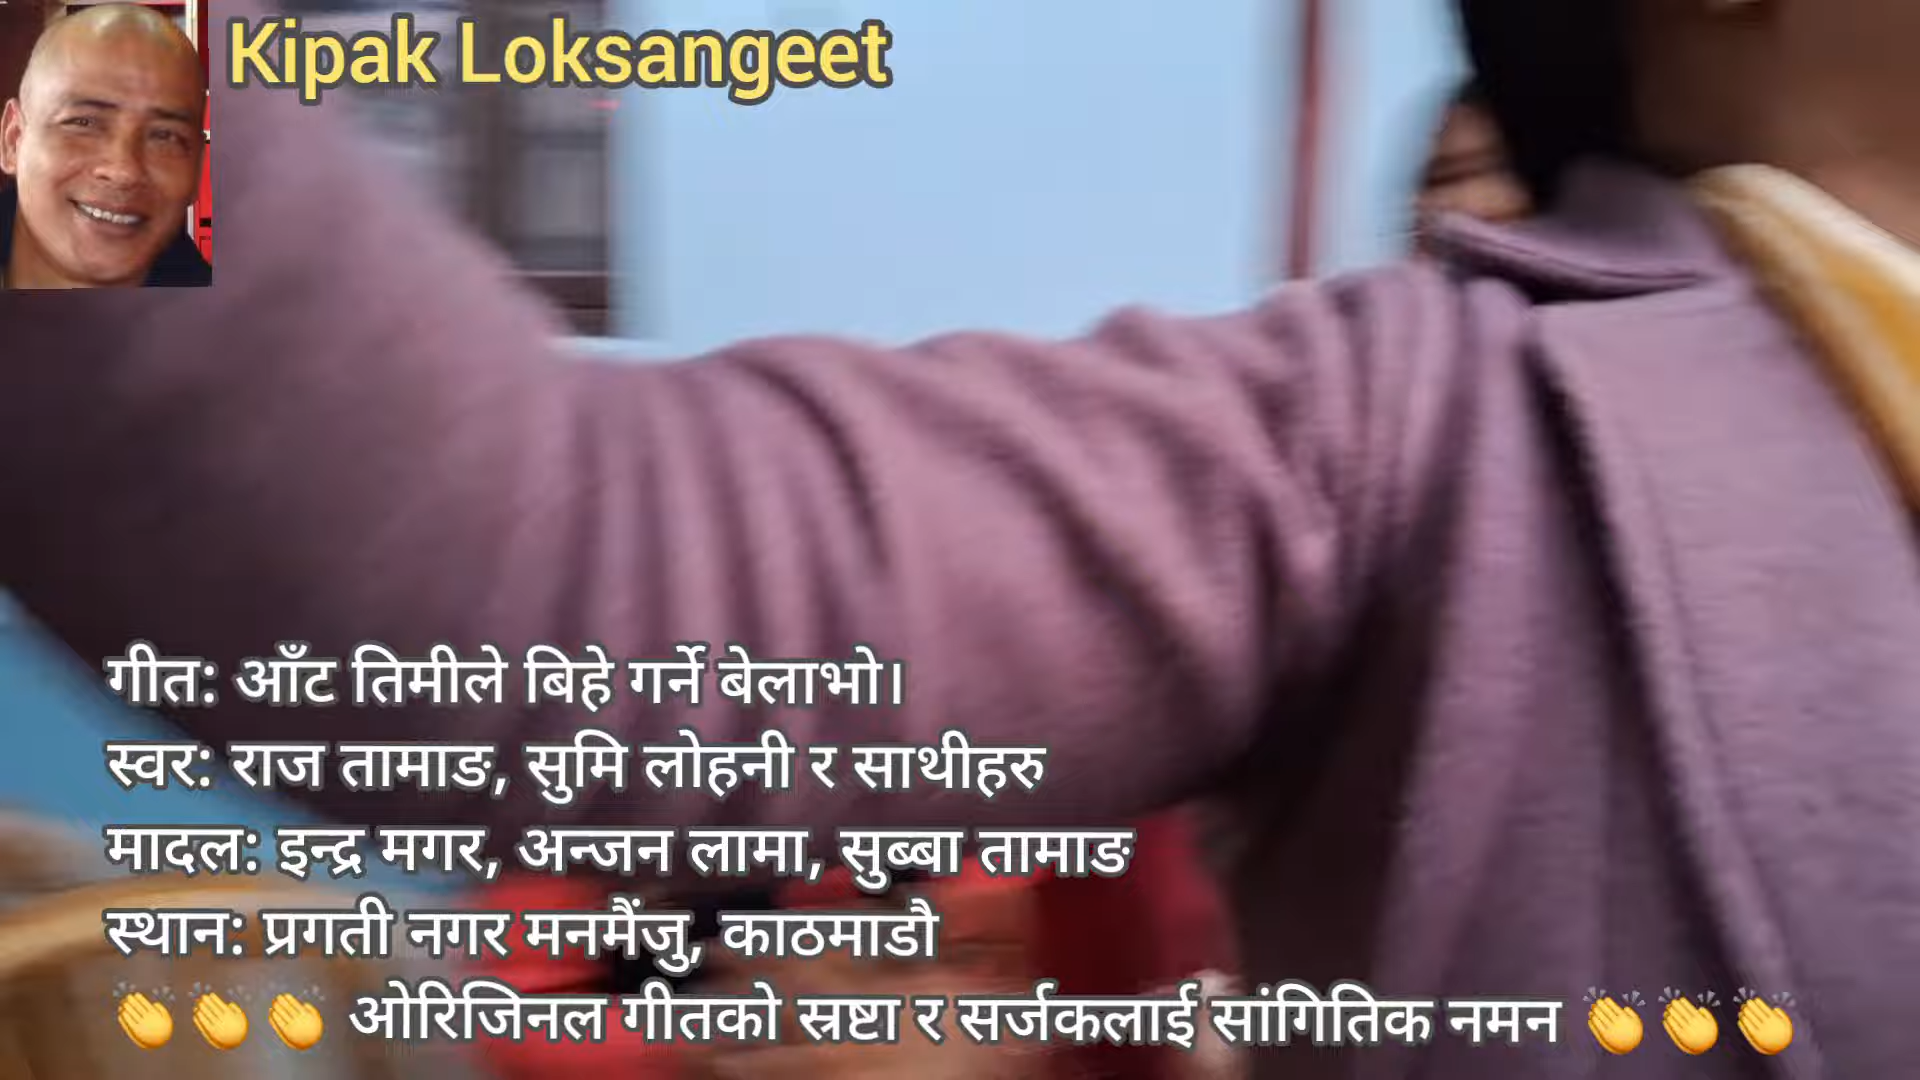 Kipak Loksangeet
गीत: आँट तिमीले बिहे गर्ने बेलाभो।
स्वर: राज तामाङ, सुमि लोहनी र साथीहरु
मादल: इन्द्र मगर, अन्जन लामा, सुब्बा तामाङ
स्थान: प्रगती नगर मनमैंजु, काठमाडौ
👏👏👏 ओरिजिनल गीतको स्रष्टा र सर्जकलाई सांगितिक नमन 👏👏👏